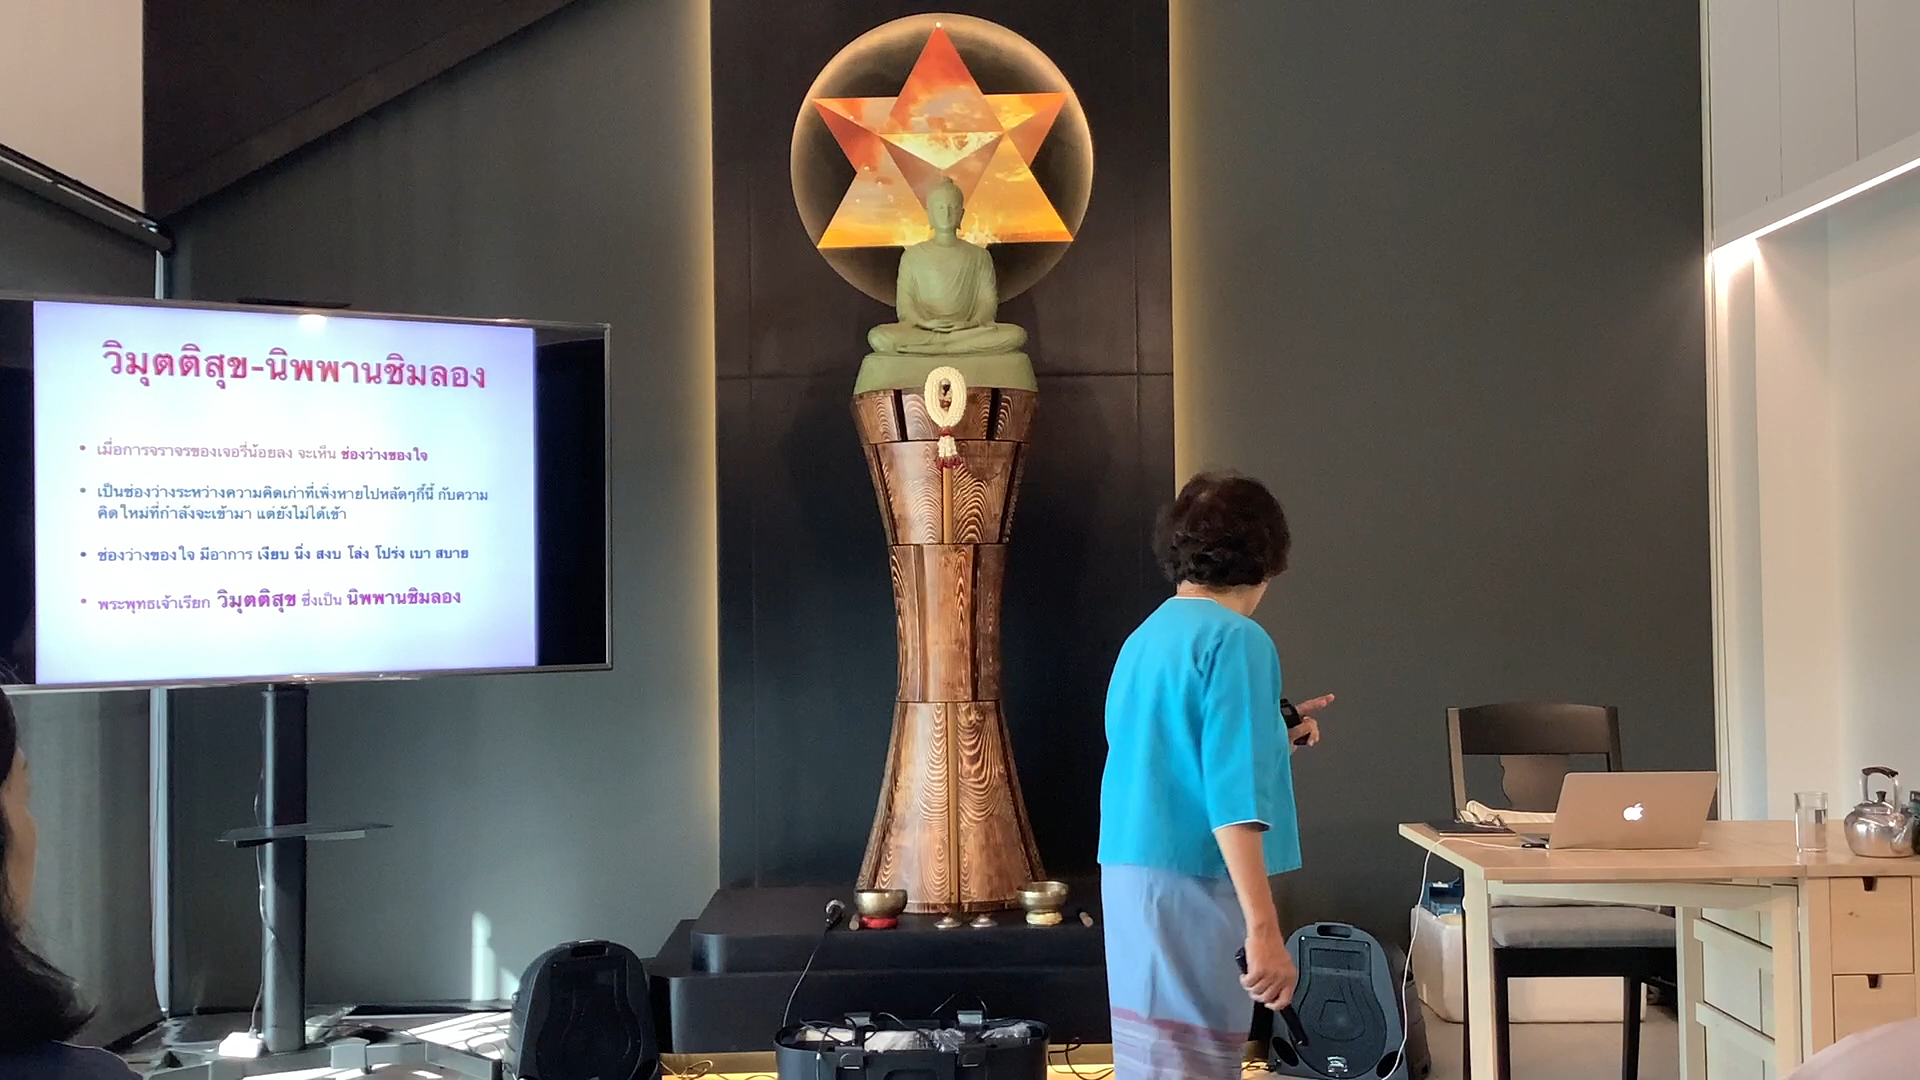 วิมุตติสุข-นิพพานชิมลอง
• เมื่อการจราจรของเจอรี่น้อยลง จะเห็น ช่องว่างของใจ
• เป็นช่องว่างระหว่างความคิดเก่าที่เพิ่งหายไปหลัดๆกี้นี้ กับความ
คิดใหม่ที่กำลังจะเข้ามา แต่ยังไม่ได้เข้า
• ช่องว่างของใจ มีอาการ เงียบ นิ่ง สงบ โล่ง โปร่ง เบา สบาย
• พระพุทธเจ้าเรียก วิมุตติสุข ซึ่งเป็น นิพพานชิมลอง